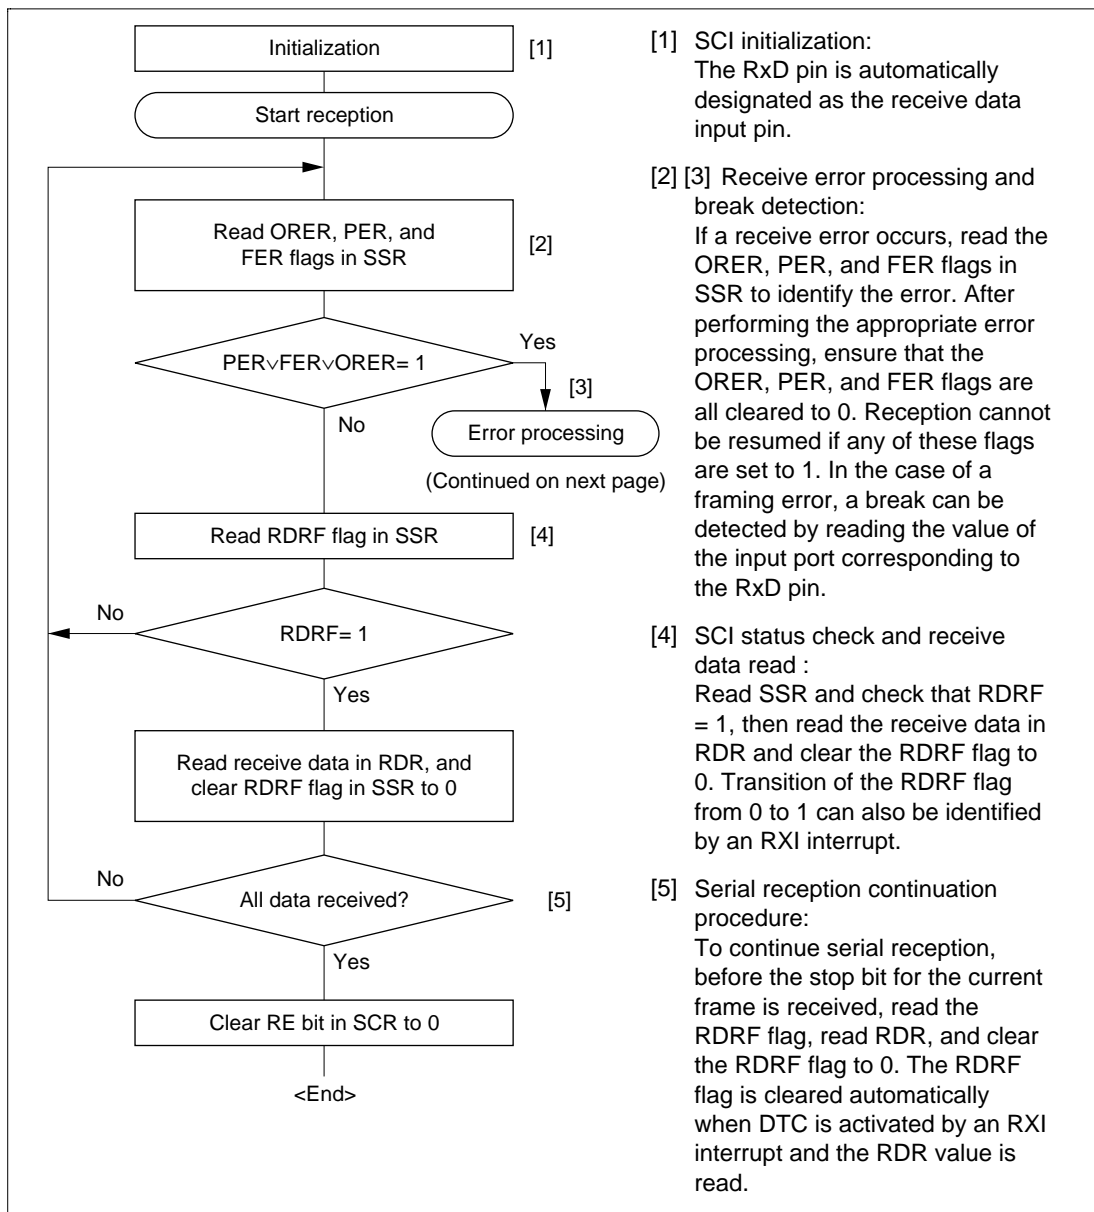 Initialization [1]
Start reception
Read ORER, PER, and
FER flags in SSR
[2]
PER∨FER∨ORER= 1
Yes
[3]
No
Error processing
(Continued on next page)
Read RDRF flag in SSR [4]
No
RDRF= 1
Yes
Read receive data in RDR, and
clear RDRF flag in SSR to 0
No
All data received? [5]
Yes
Clear RE bit in SCR to 0
<End>
[1] SCI initialization:
The RxD pin is automatically
designated as the receive data
input pin.
[2] [3] Receive error processing and
break detection:
If a receive error occurs, read the
ORER, PER, and FER flags in
SSR to identify the error. After
performing the appropriate error
processing, ensure that the
ORER, PER, and FER flags are
all cleared to 0. Reception cannot
be resumed if any of these flags
are set to 1. In the case of a
framing error, a break can be
detected by reading the value of
the input port corresponding to
the RxD pin.
[4] SCI status check and receive
data read :
Read SSR and check that RDRF
= 1, then read the receive data in
RDR and clear the RDRF flag to
0. Transition of the RDRF flag
from 0 to 1 can also be identified
by an RXI interrupt.
[5] Serial reception continuation
procedure:
To continue serial reception,
before the stop bit for the current
frame is received, read the
RDRF flag, read RDR, and clear
the RDRF flag to 0. The RDRF
flag is cleared automatically
when DTC is activated by an RXI
interrupt and the RDR value is
read.